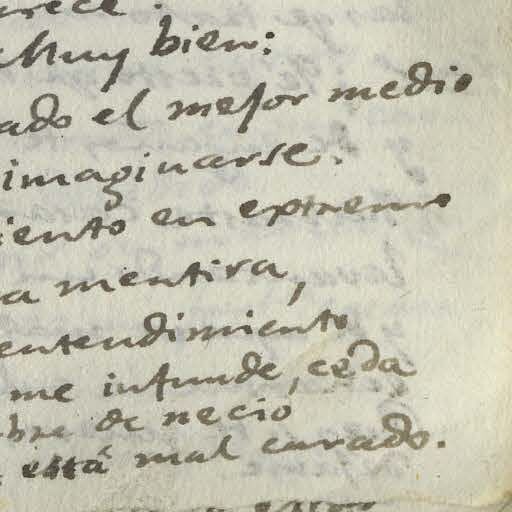 Muy bien:
ado el mejor medio
imaginarse.
iento en extremo
a mentira,
entendimiento
me infunde, ceda
bre de necio
está mal curado.